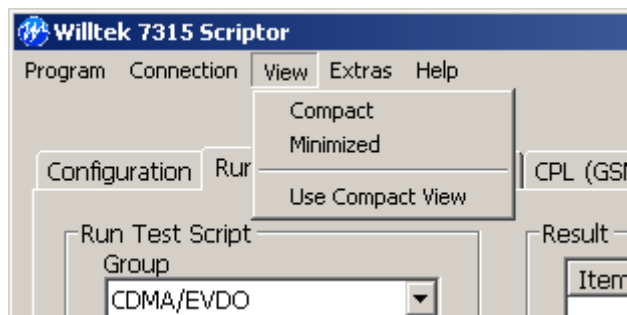 Willtek 7315 Scriptor
Program Connection View Extras Help
Compact
Minimized
Use Compact View
Configuration Run CPL (GSM
Run Test Script
Group
CDMA/EVDO
Result
Item